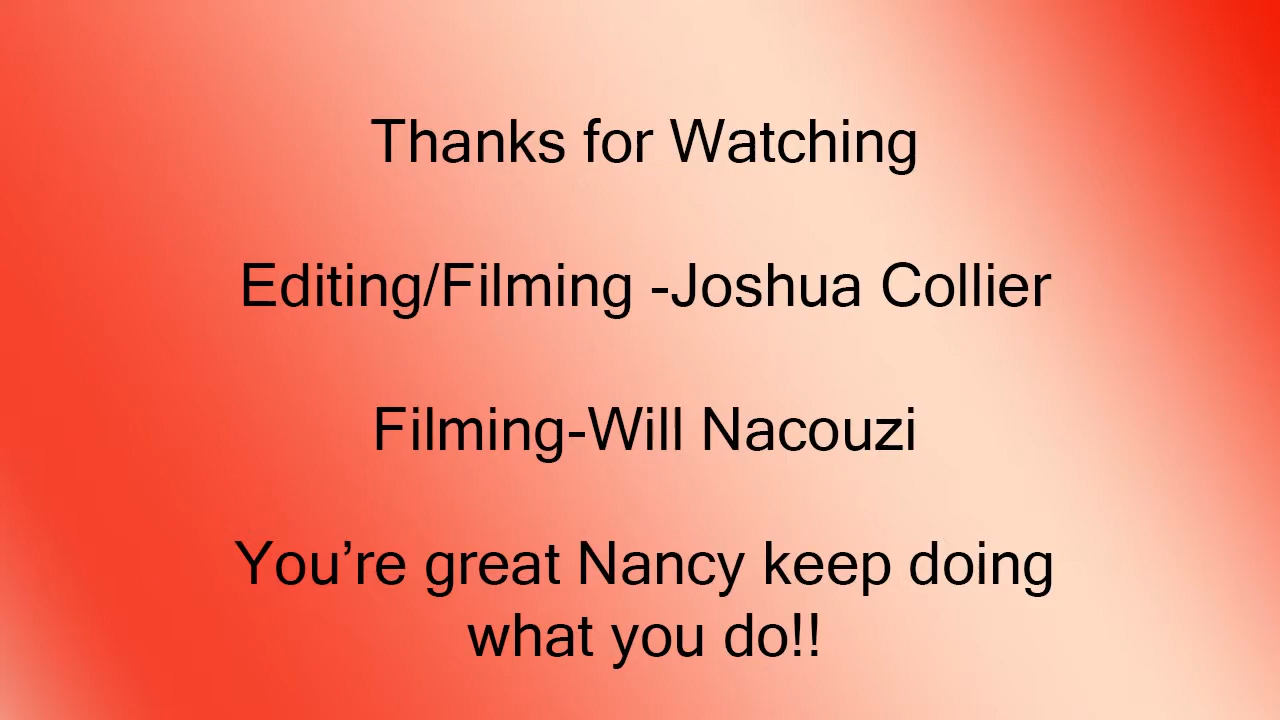 Thanks for Watching
Editing/Filming -Joshua Collier
Filming-Will Nacouzi
You’re great Nancy keep doing
what you do!!